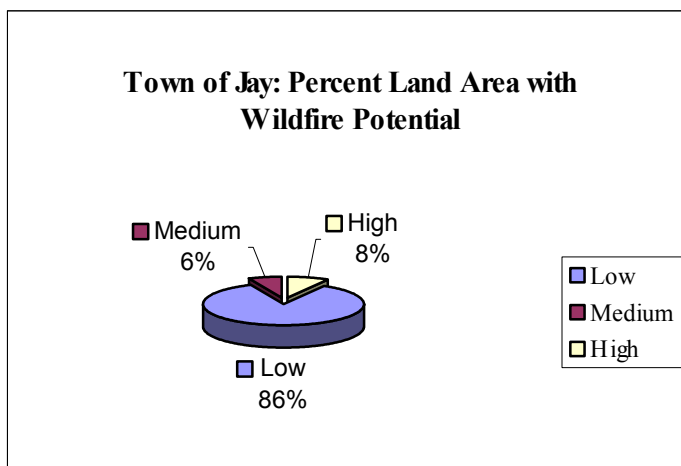 Town of Jay: Percent Land Area with
Wildfire Potential
Medium
6%
High
8%
Low
86%
Low
Medium
High